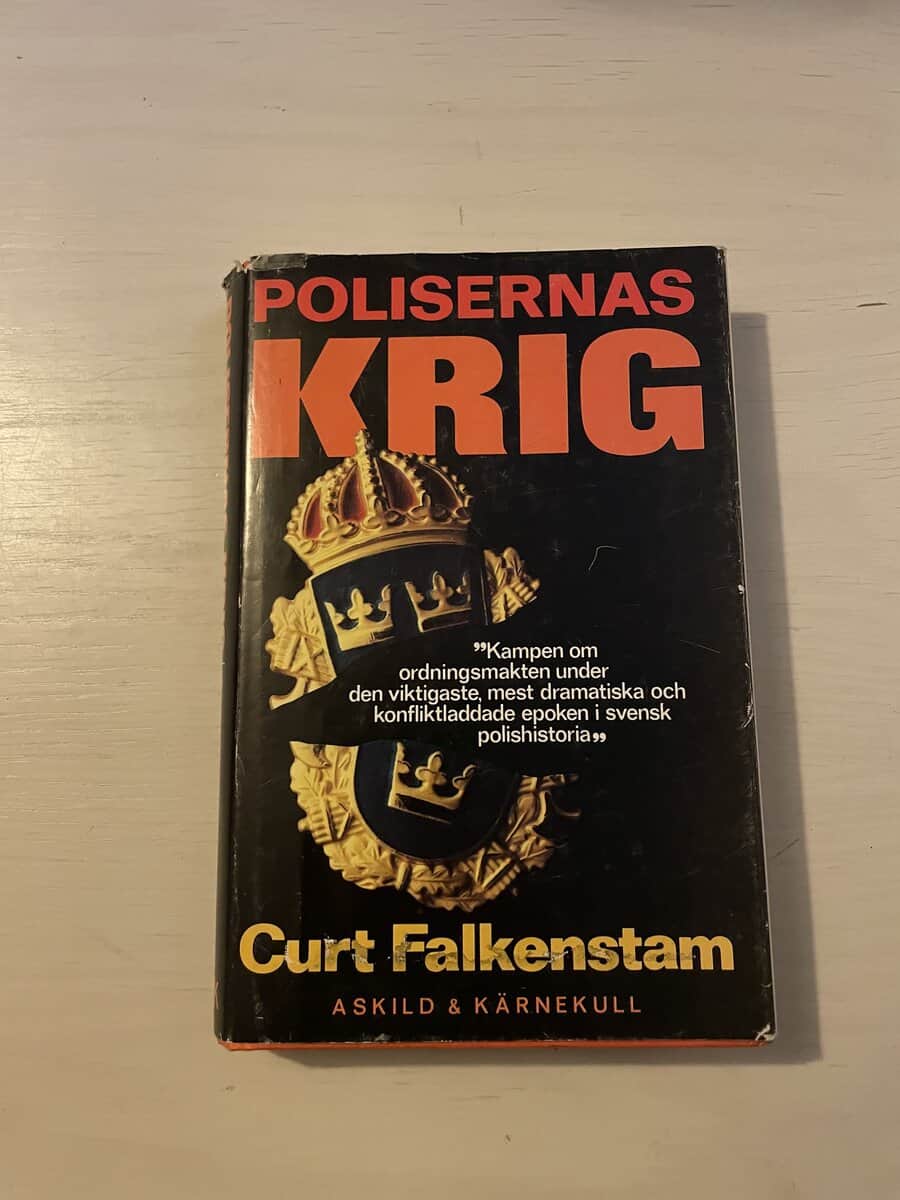 POLISERNAS
KRIG
”Kampen om
ordningsmakten under
den viktigaste, mest dramatiska och
konfliktladdade epoken i svensk
polishistoria”
Curt Falkenstam
ASKILD & KÄRNEKULL